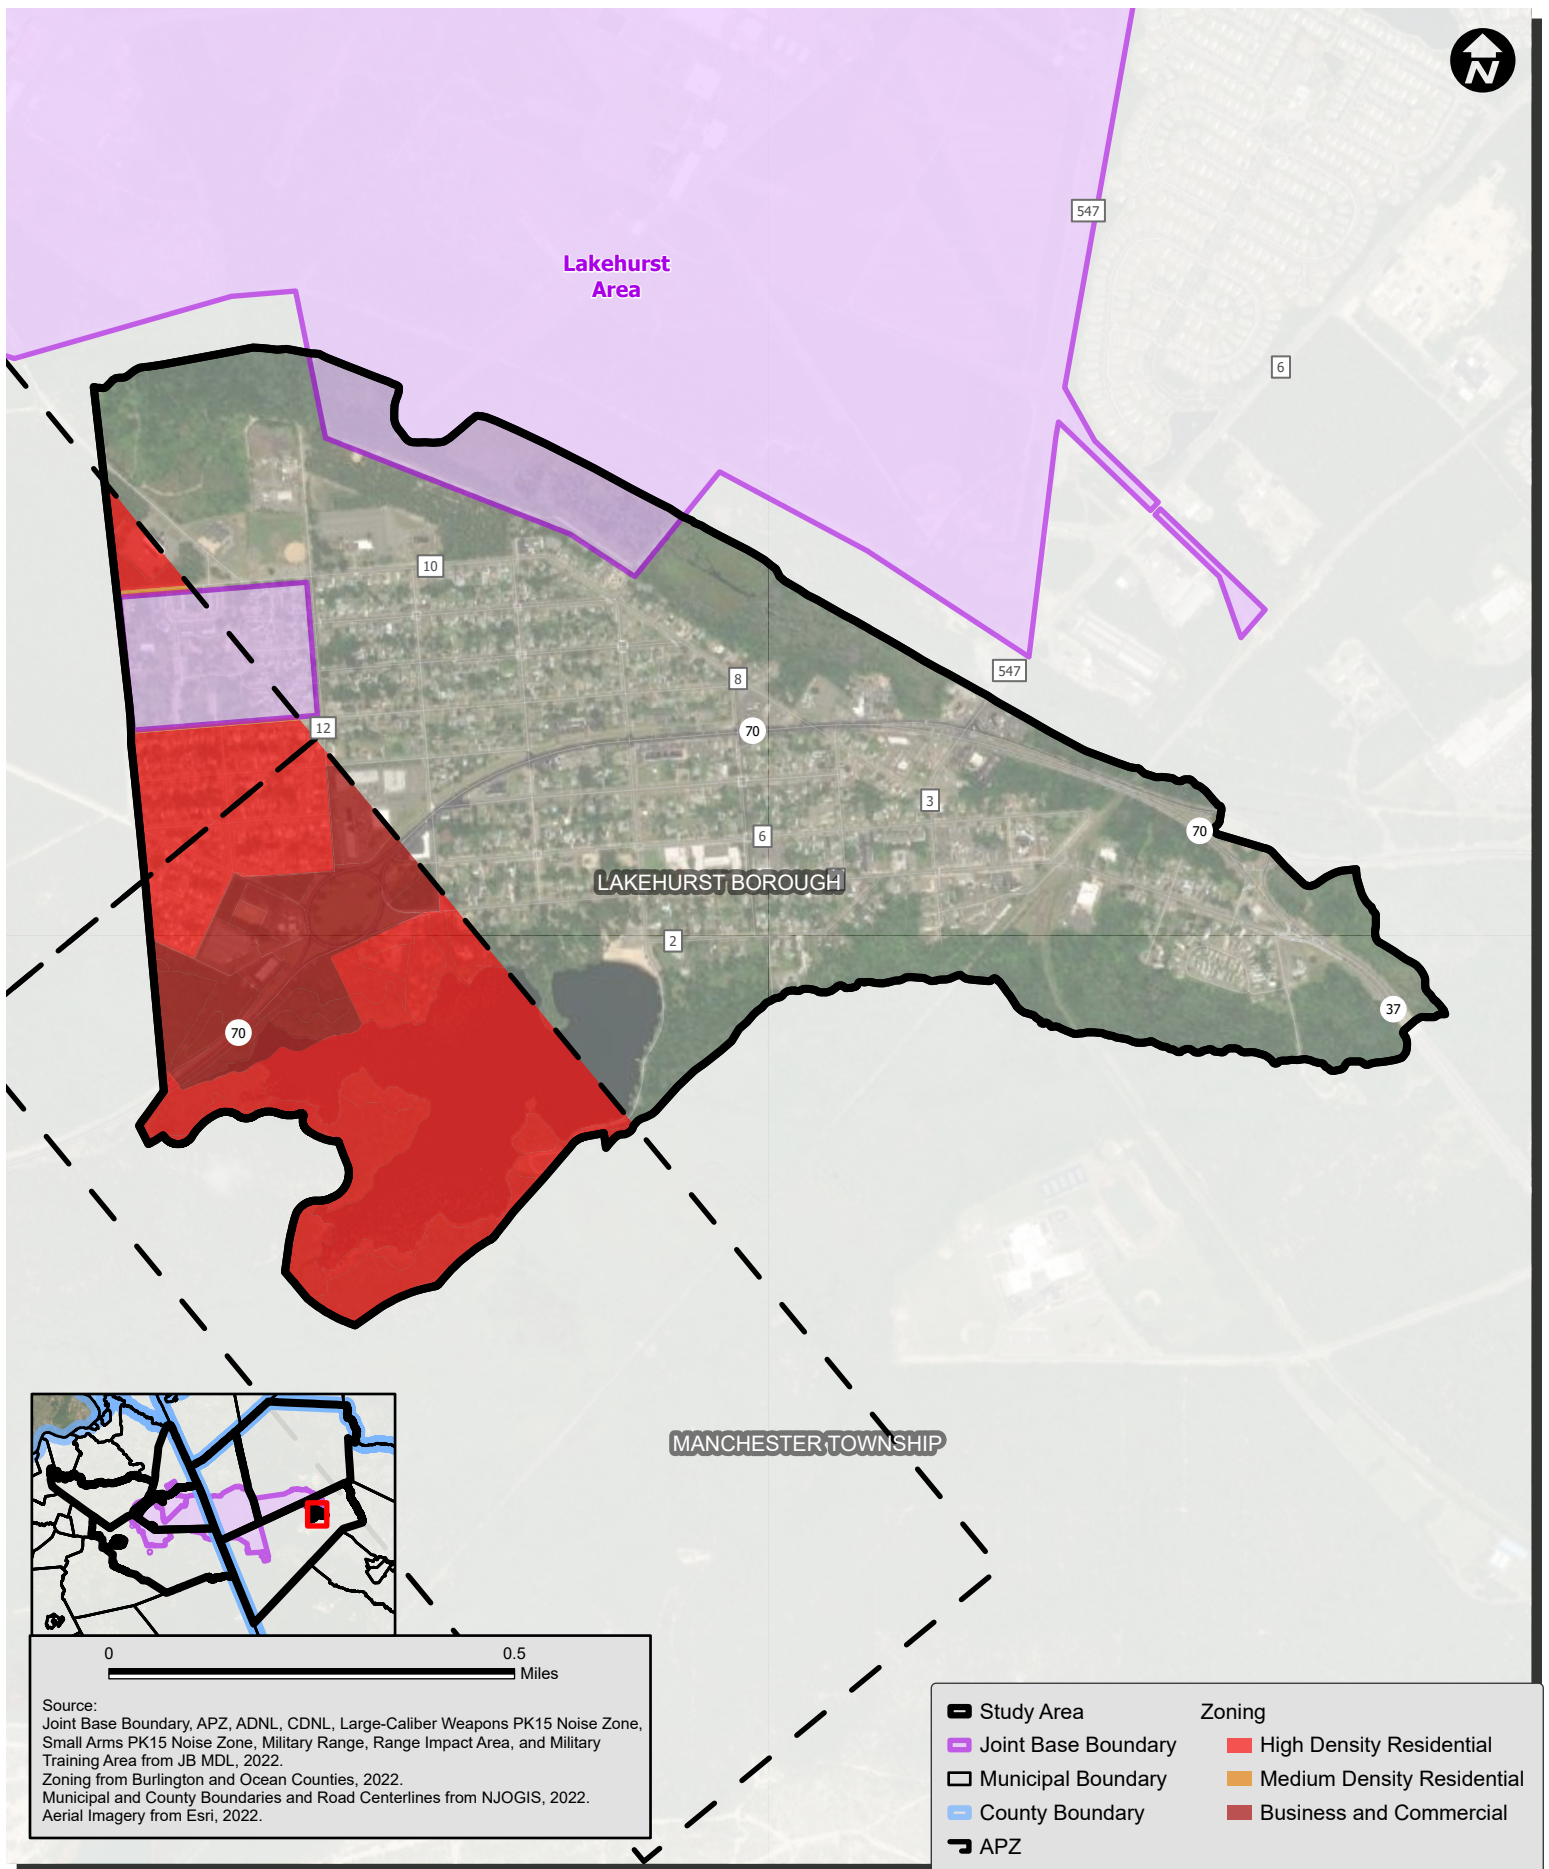 N
547
Lakehurst
Area
6
10
547
8
12
70
3
70
6
LAKEHURST BOROUGH
2
37
70
MANCHESTER TOWNSHIP
0 0.5
Miles
Source:
Joint Base Boundary, APZ, ADNL, CDNL, Large-Caliber Weapons PK15 Noise Zone,
Small Arms PK15 Noise Zone, Military Range, Range Impact Area, and Military
Training Area from JB MDL, 2022.
Zoning from Burlington and Ocean Counties, 2022.
Municipal and County Boundaries and Road Centerlines from NJOGIS, 2022.
Aerial Imagery from Esri, 2022.
Study Area
Joint Base Boundary
Municipal Boundary
County Boundary
APZ
Zoning
High Density Residential
Medium Density Residential
Business and Commercial